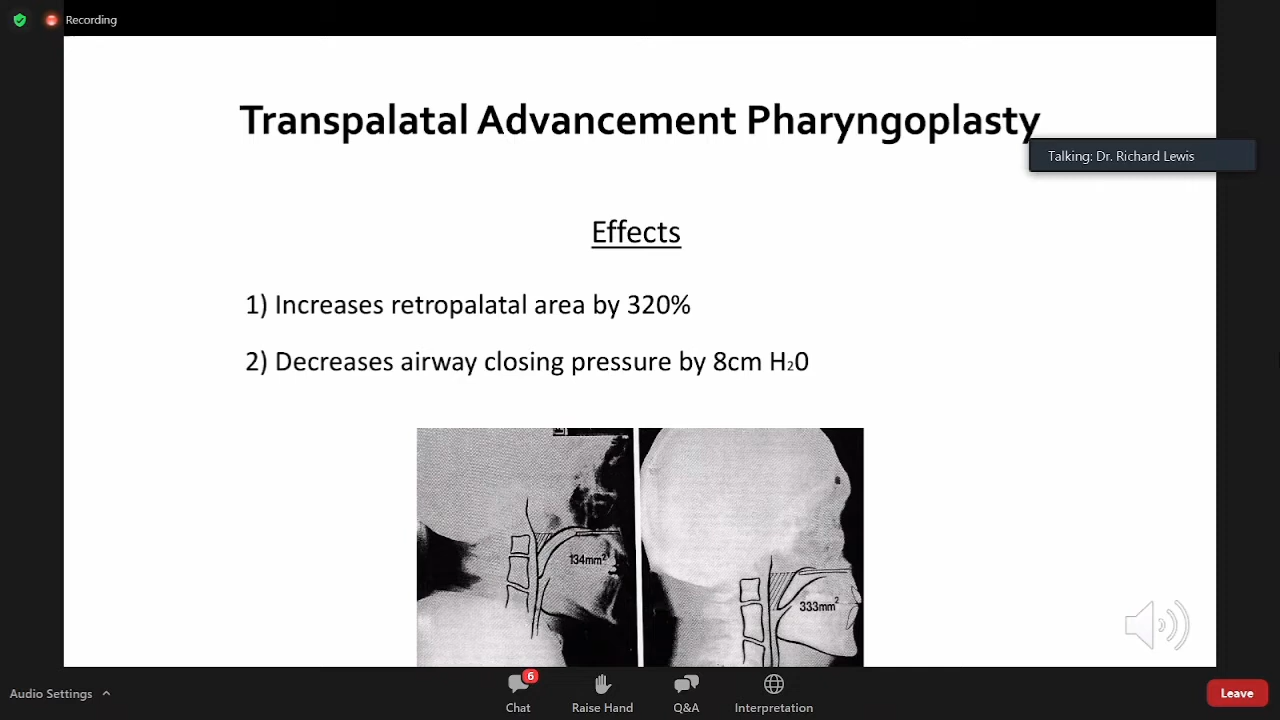 Recording
Transpalatal Advancement Pharyngoplasty
Talking: Dr. Richard Lewis
Effects
1) Increases retropalatal area by 320%
2) Decreases airway closing pressure by 8cm H₂0
134mm²
333mm²
6
Audio Settings
Chat
Raise Hand
Q&A
Interpretation
Leave